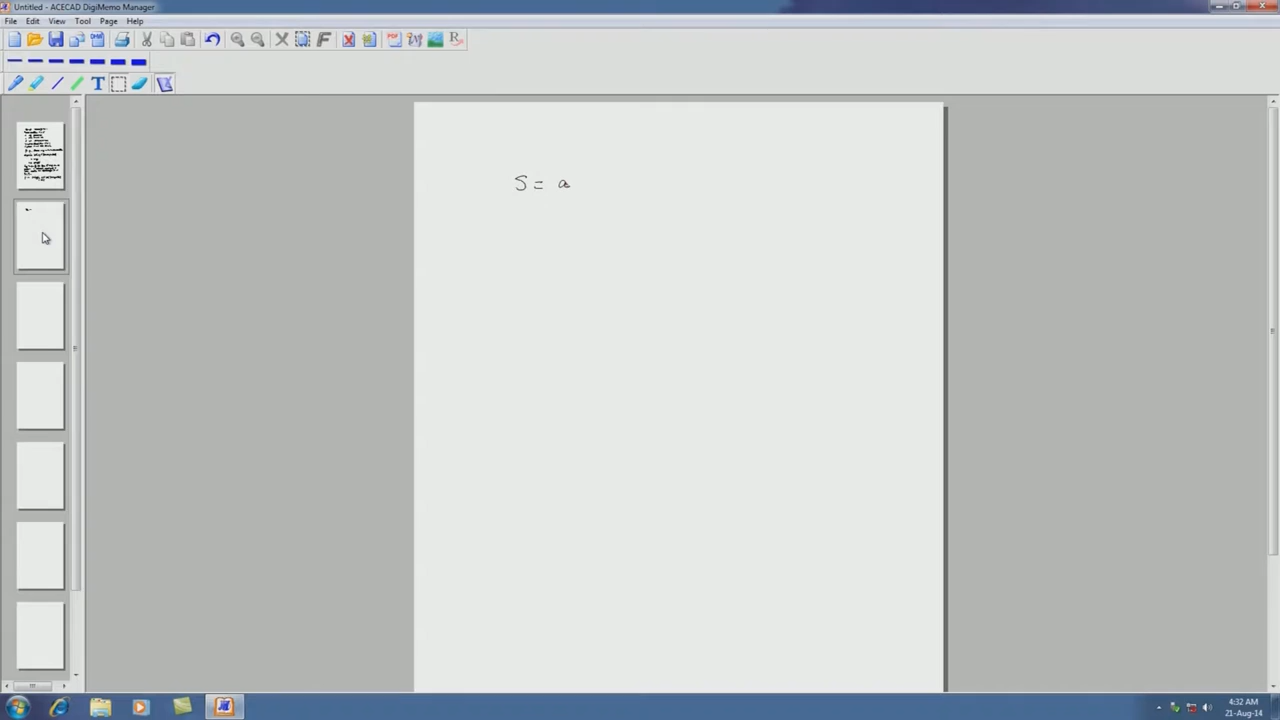 Untitled - ACECAD DigiMemo Manager
File Edit View Tool Page Help
S = a
4:32 AM
21-Aug-14